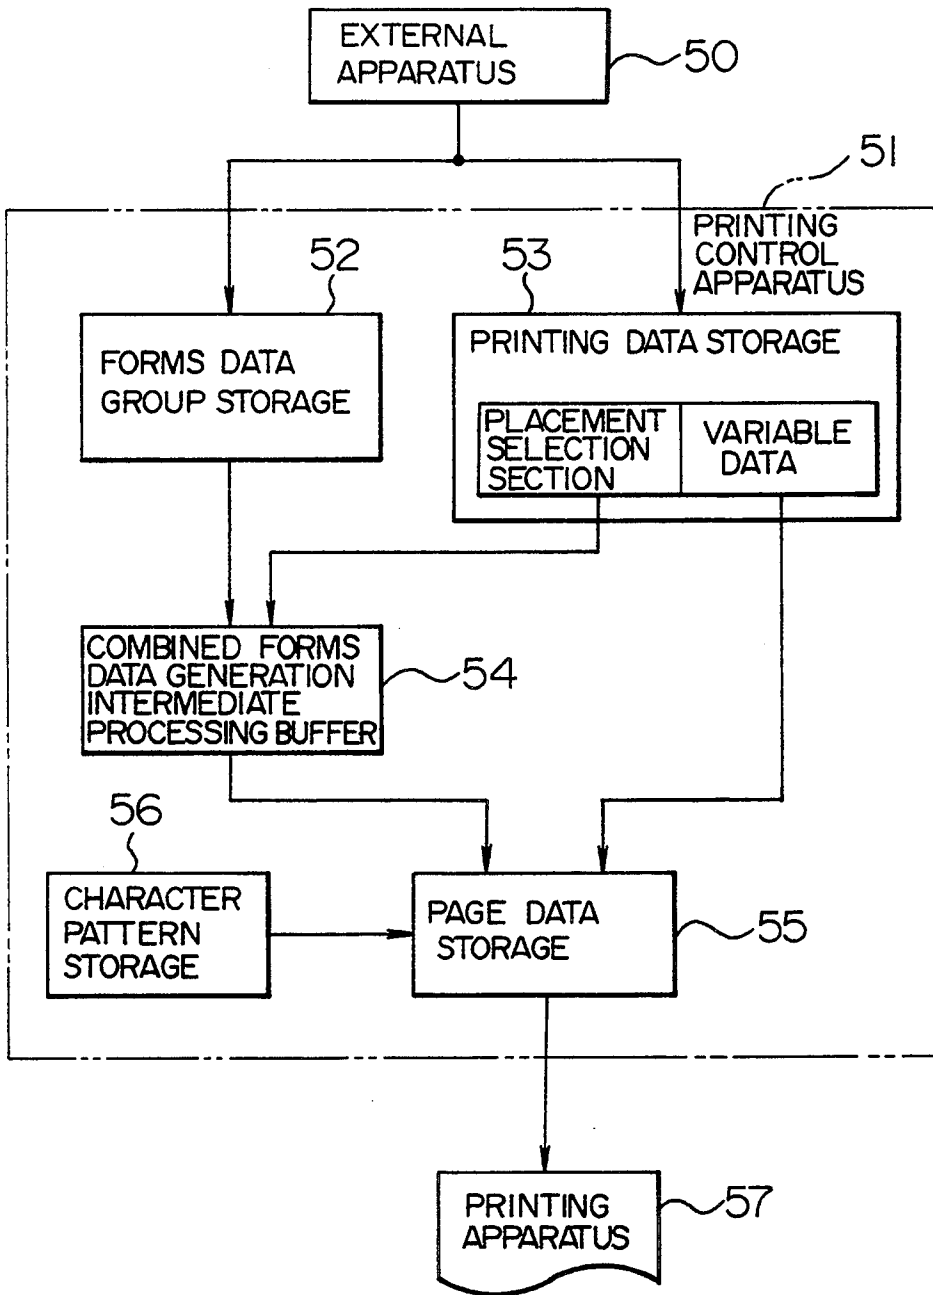 EXTERNAL
APPARATUS
50
51
PRINTING
CONTROL
APPARATUS
52
FORMS DATA
GROUP STORAGE
53
PRINTING DATA STORAGE
PLACEMENT
SELECTION
SECTION
VARIABLE
DATA
COMBINED FORMS
DATA GENERATION
INTERMEDIATE
PROCESSING BUFFER
54
56
CHARACTER
PATTERN
STORAGE
PAGE DATA
STORAGE
55
PRINTING
APPARATUS
57